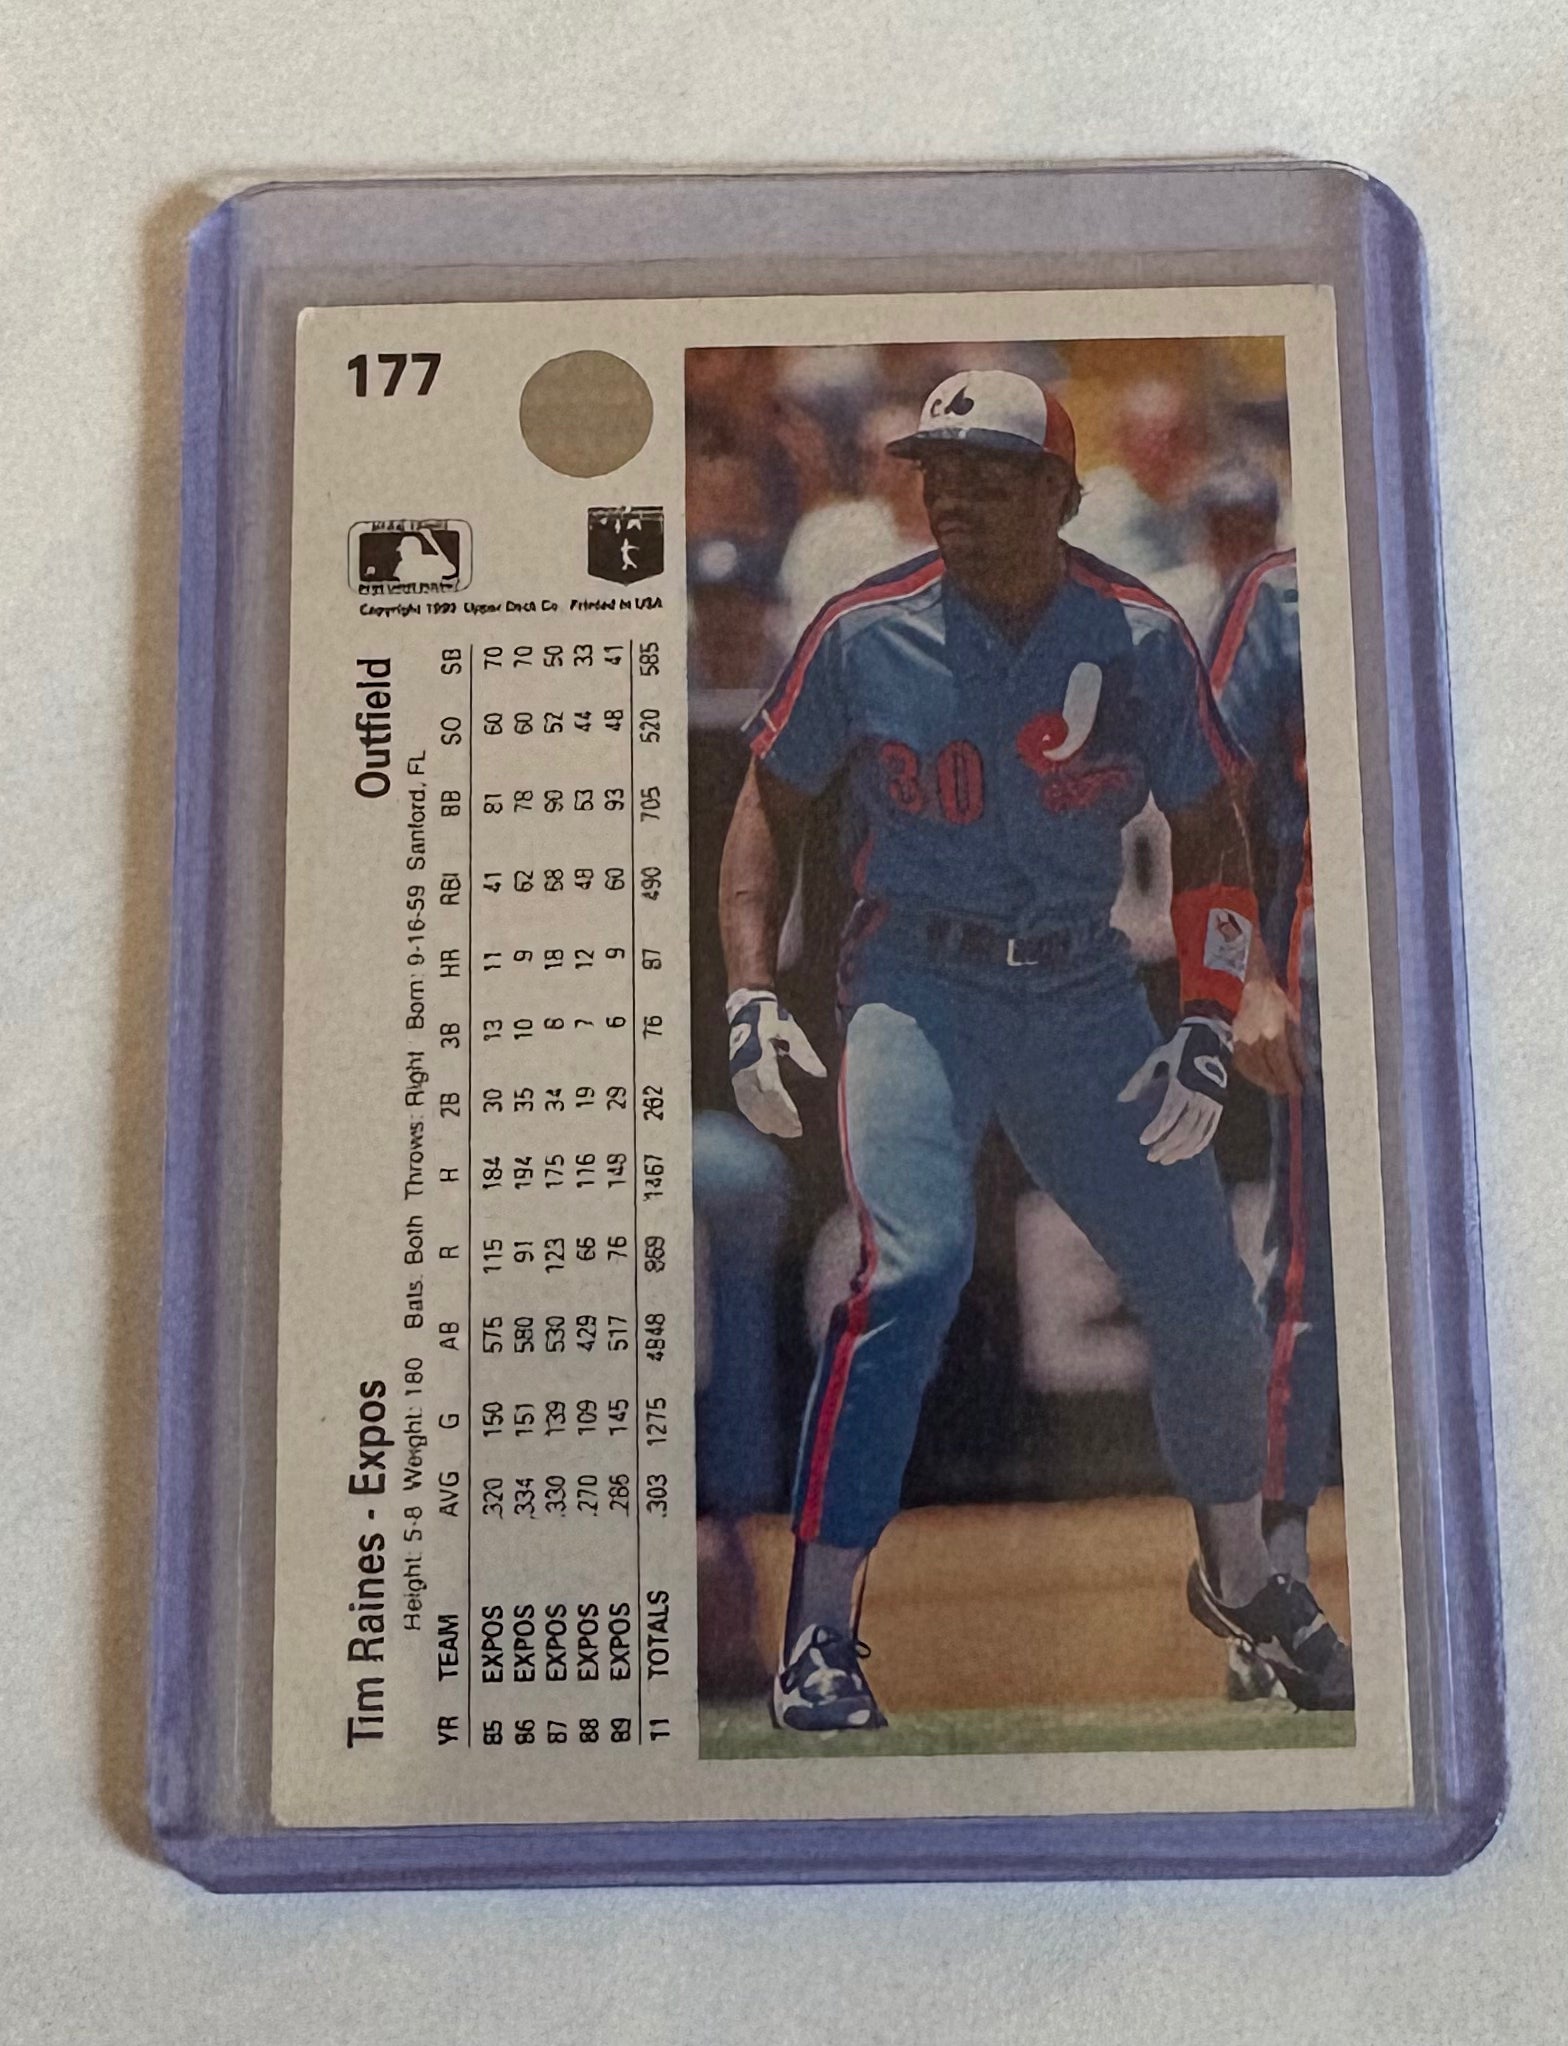 177
Copyright 1990 Upper Deck Co. Printed in USA
Tim Raines - Expos Outfield
Height: 5-8 Weight: 180 Bats: Both Throws: Right Born: 9-16-59 Sanford, FL
YR TEAM AVG G AB R H 2B 3B HR RBI BB SO SB
85 EXPOS .320 150 575 115 184 30 13 11 41 81 60 70
86 EXPOS .334 151 580 91 194 35 10 9 62 78 60 70
87 EXPOS .330 139 530 123 175 34 8 18 68 90 52 50
88 EXPOS .270 109 429 66 116 19 7 12 48 53 44 33
89 EXPOS .286 145 517 76 148 29 6 9 60 93 48 41
11 TOTALS .303 1275 4848 869 1467 262 76 87 490 705 520 585
30